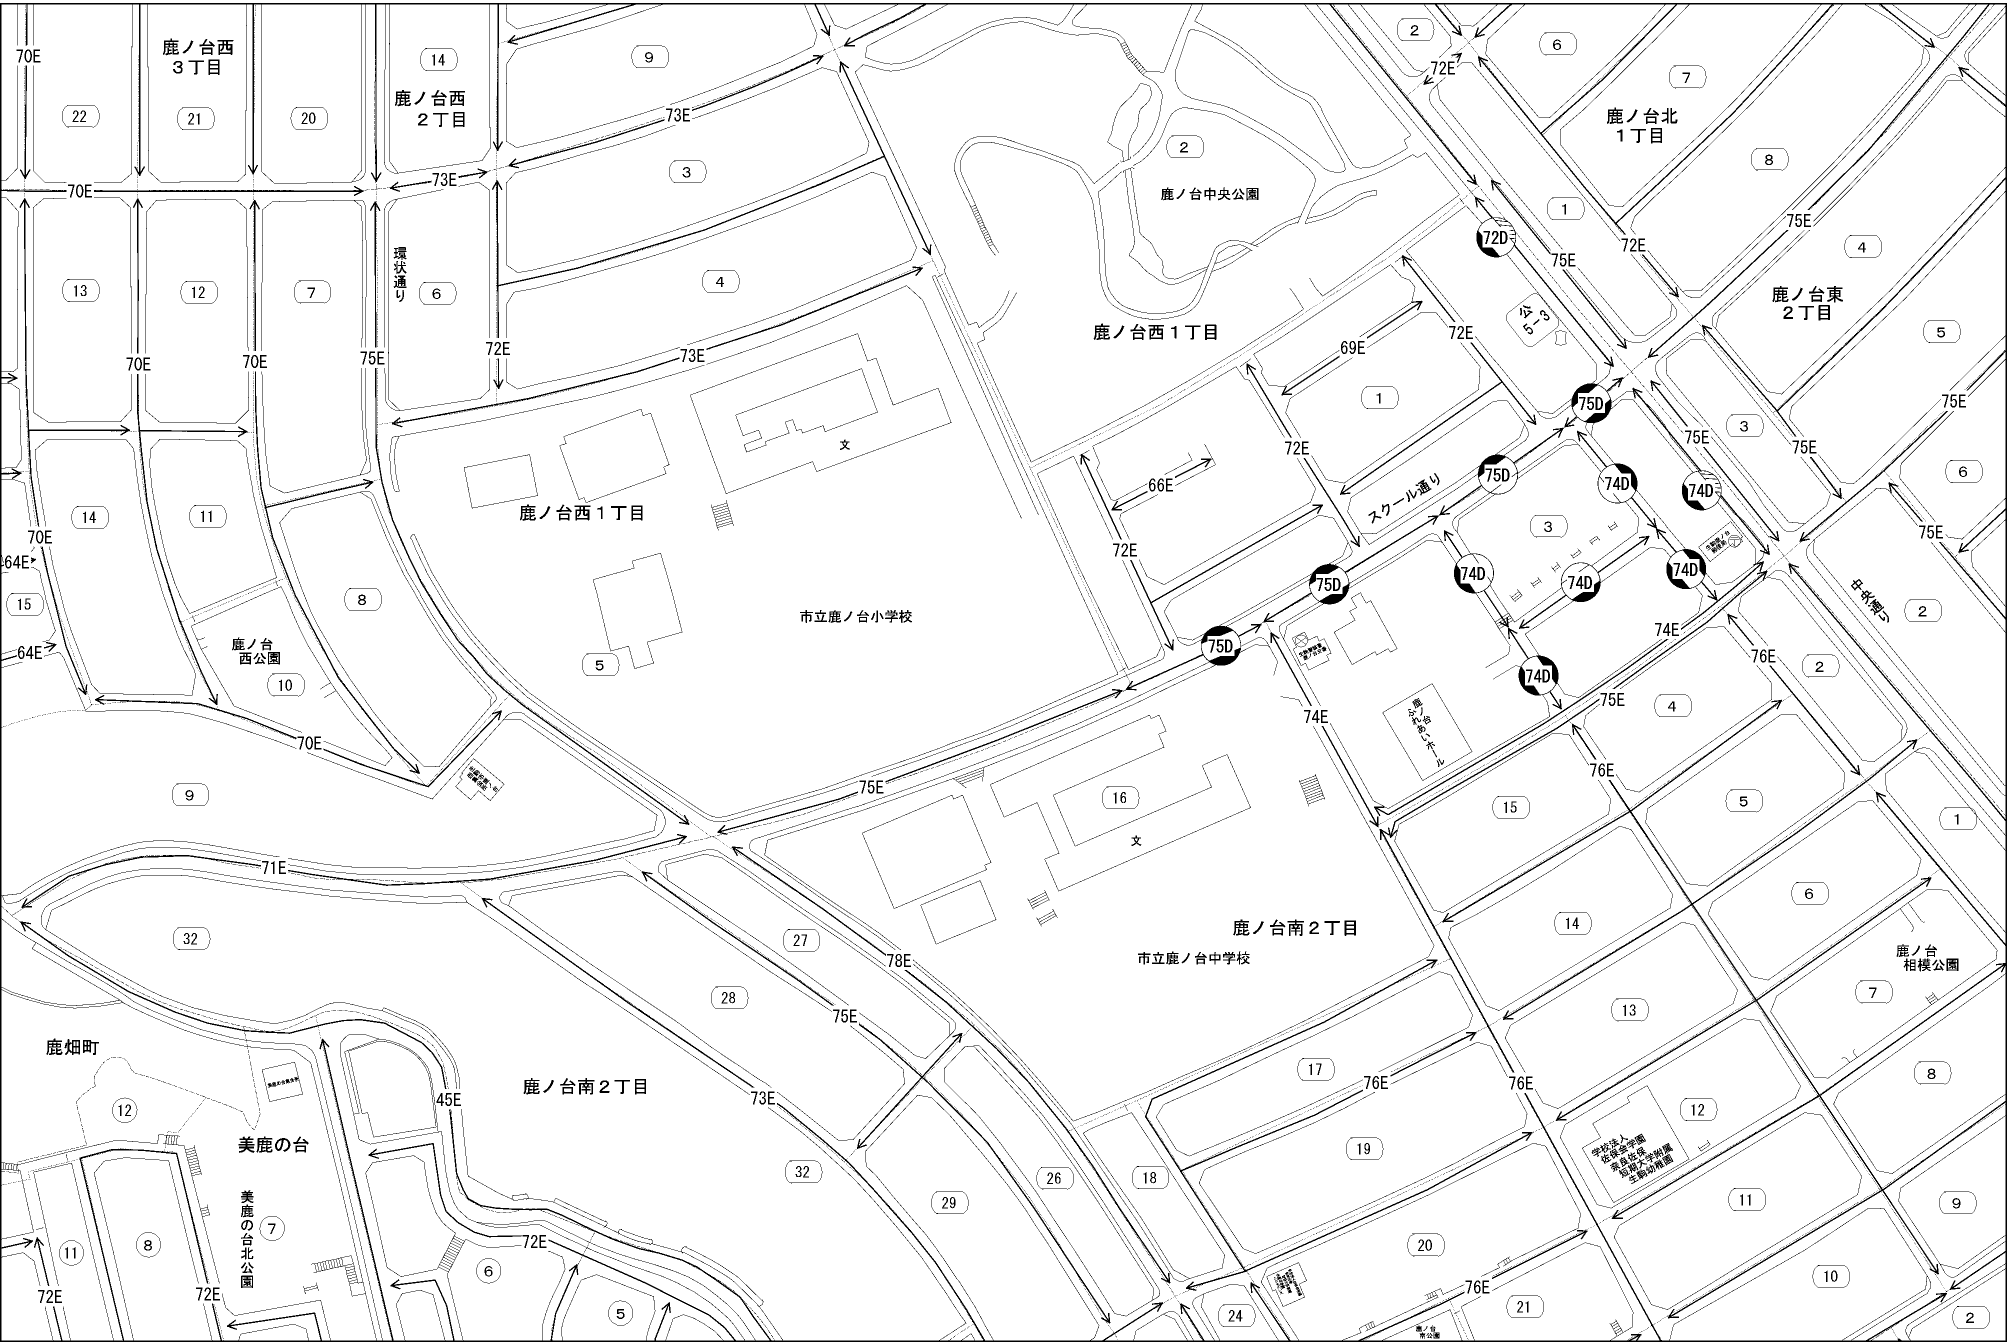 70E
鹿ノ台西
3丁目
22
21
20
14
鹿ノ台西
2丁目
9
73E
3
70E
73E
2
鹿ノ台中央公園
2
72E
6
7
鹿ノ台北
1丁目
8
1
75E
72E
4
72D
75E
13
12
7
環状通り
6
4
鹿ノ台東
2丁目
5
公
5-3
鹿ノ台西1丁目
70E
70E
75E
72E
73E
69E
72E
1
75D
75E
75E
3
75E
文
72E
スクール通り
75D
74D
74D
6
14
11
鹿ノ台西1丁目
66E
3
75E
70E
64E
72E
75D
74D
74D
74D
15
8
市立鹿ノ台小学校
中央通り
2
64E
鹿ノ台
西公園
10
5
75D
74E
76E
2
74D
75E
4
74E
鹿ノ台
ふれあいホール
70E
9
75E
16
文
76E
15
5
1
71E
6
32
27
28
78E
75E
鹿ノ台南2丁目
市立鹿ノ台中学校
14
13
鹿ノ台
相模公園
7
鹿畑町
鹿ノ台南2丁目
17
76E
76E
8
12
45E
73E
12
学校法人
佐保会学園
奈良佐保
短期大学附属
生駒幼稚園
美鹿の台
32
26
18
19
11
29
9
美鹿の台北公園
7
8
11
72E
6
20
10
72E
72E
5
24
76E
21
鹿ノ台
南公園
2